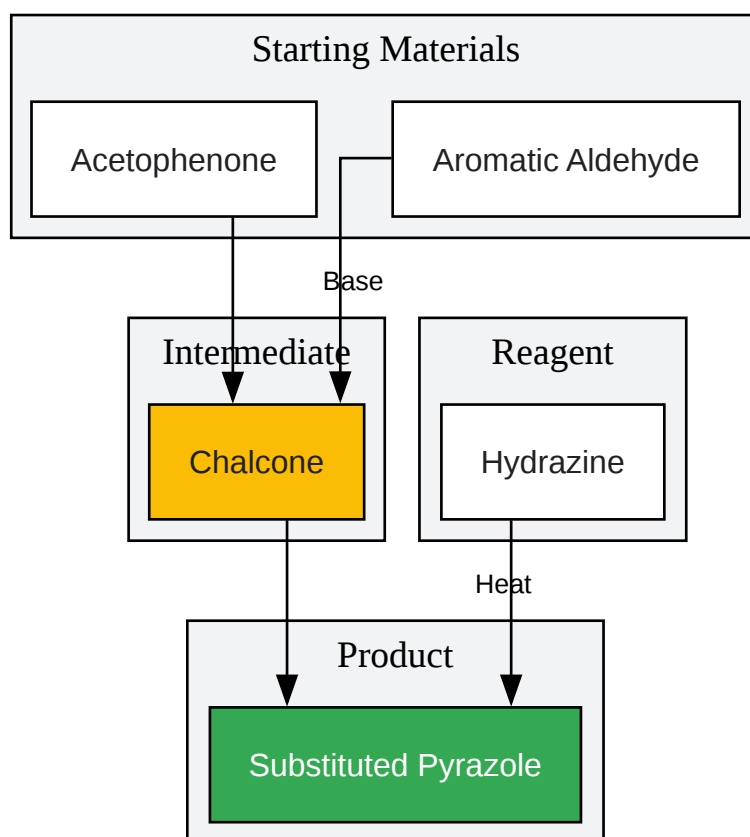 Starting Materials
Acetophenone
Aromatic Aldehyde
Base
Intermediate
Reagent
Chalcone
Hydrazine
Heat
Product
Substituted Pyrazole